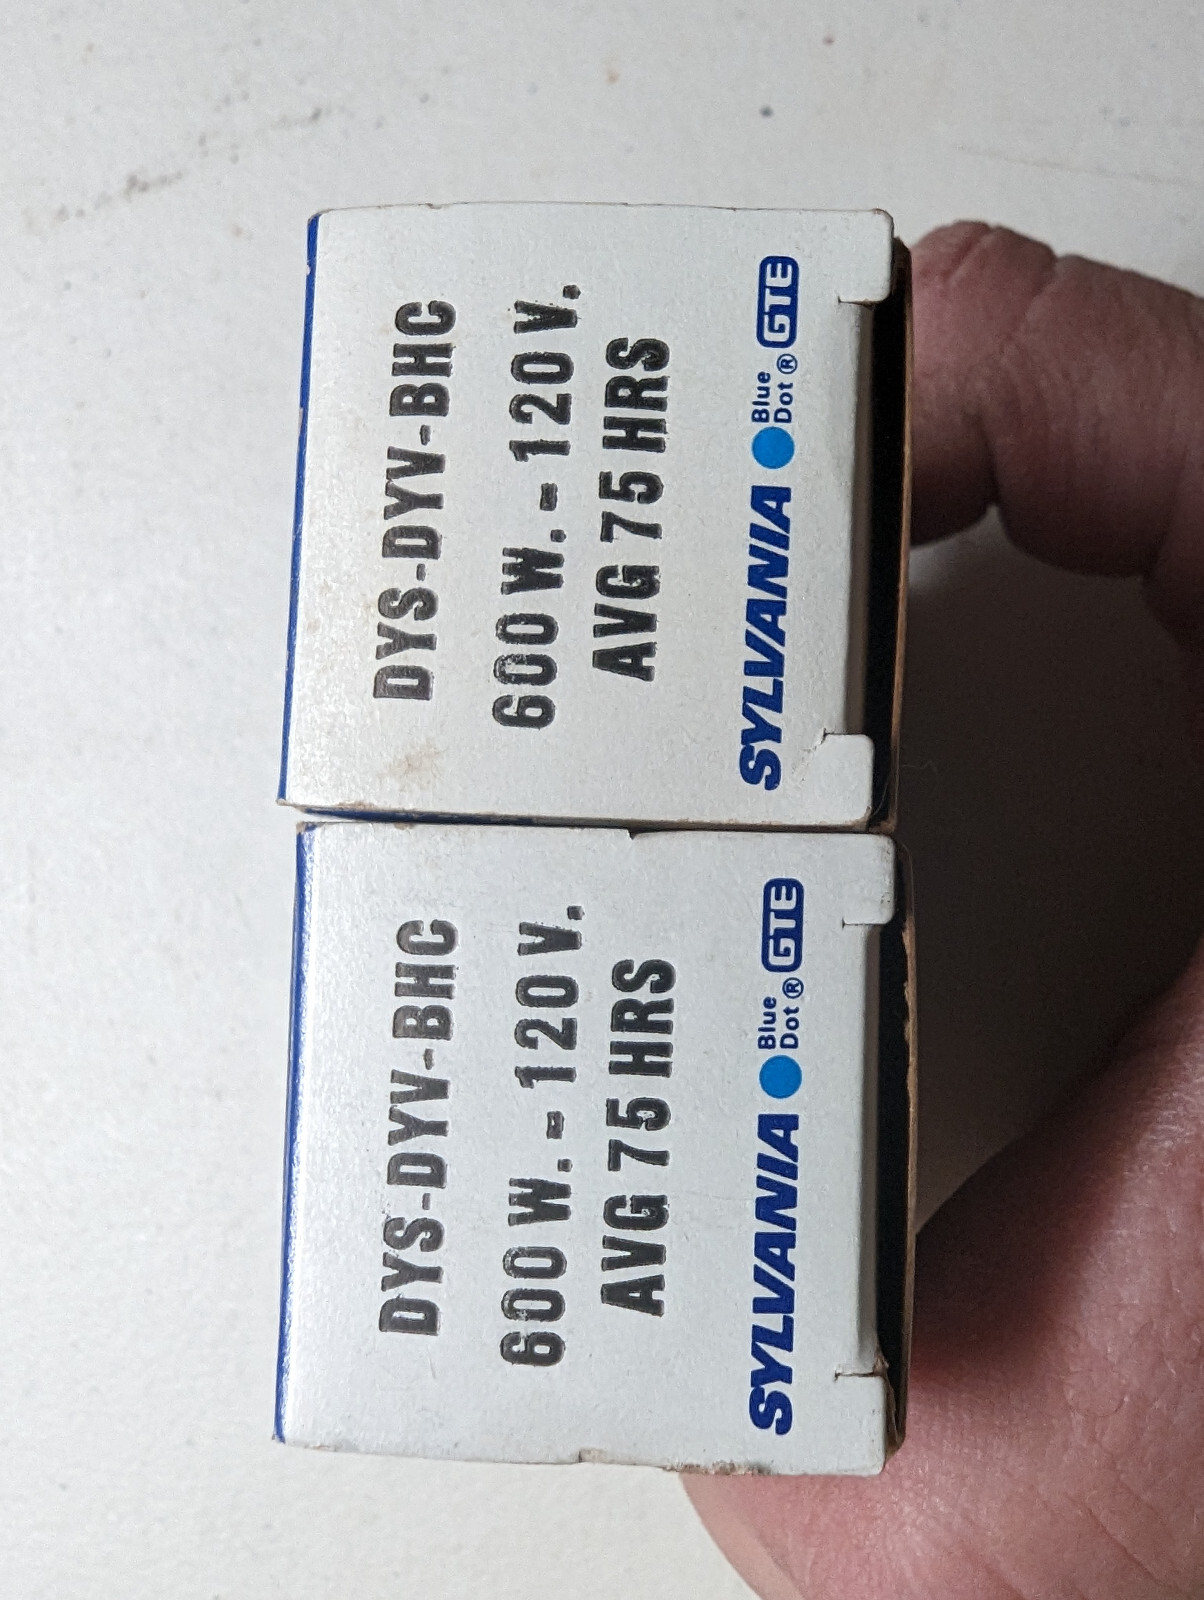 DYS-DYV-BHC
600 W.-120 V.
AVG 75 HRS
SYLVANIA Blue Dot® GTE
DYS-DYV-BHC
600 W.-120 V.
AVG 75 HRS
SYLVANIA Blue Dot® GTE